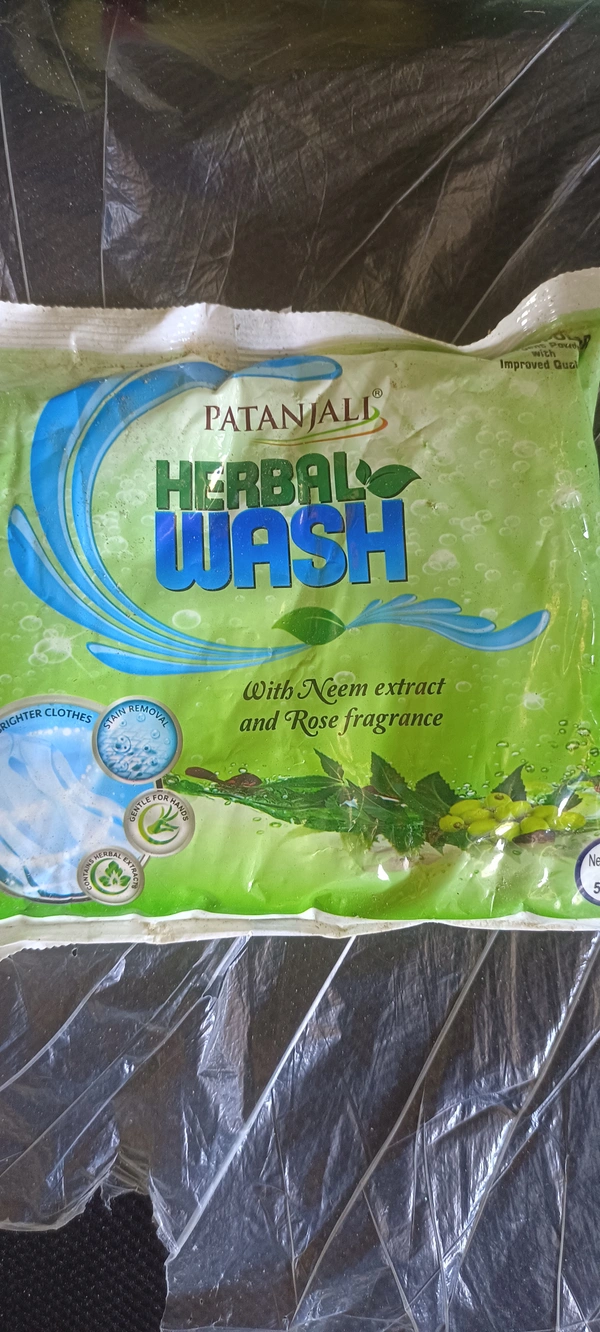 with
Improved
PATANJALI®
HERBAL
WASH
With Neem extract
and Rose fragrance
BRIGHTER CLOTHES
STAIN REMOVAL
GENTLE FOR HANDS
CONTAINS HERBAL EXTRACTS
5